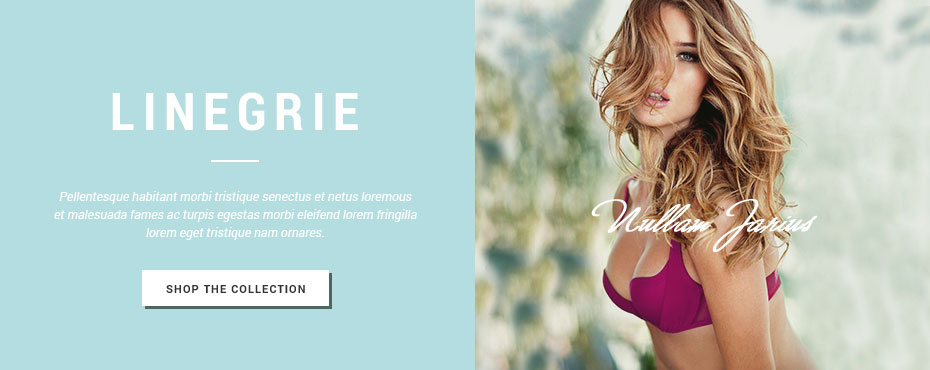 LINEGRIE
Pellentesque habitant morbi tristique senectus et netus loremous
et malesuada fames ac turpis egestas morbi eleifend lorem fringilla
lorem eget tristique nam ornares.
SHOP THE COLLECTION
Nullam Jarius